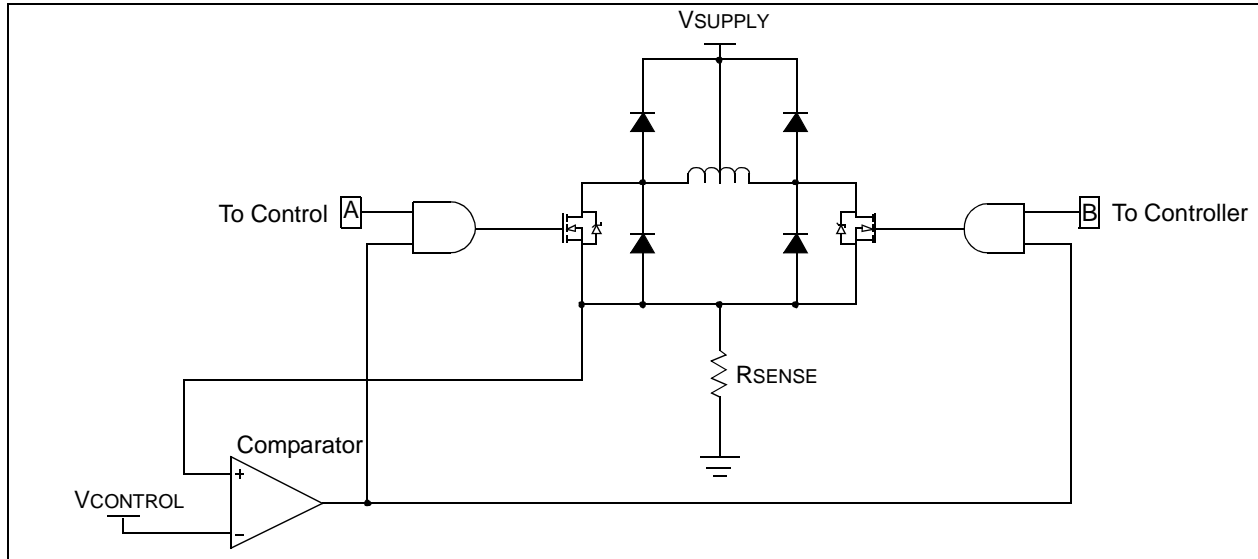 VSUPPLY
To Control A
B To Controller
RSENSE
Comparator
+
VCONTROL
−